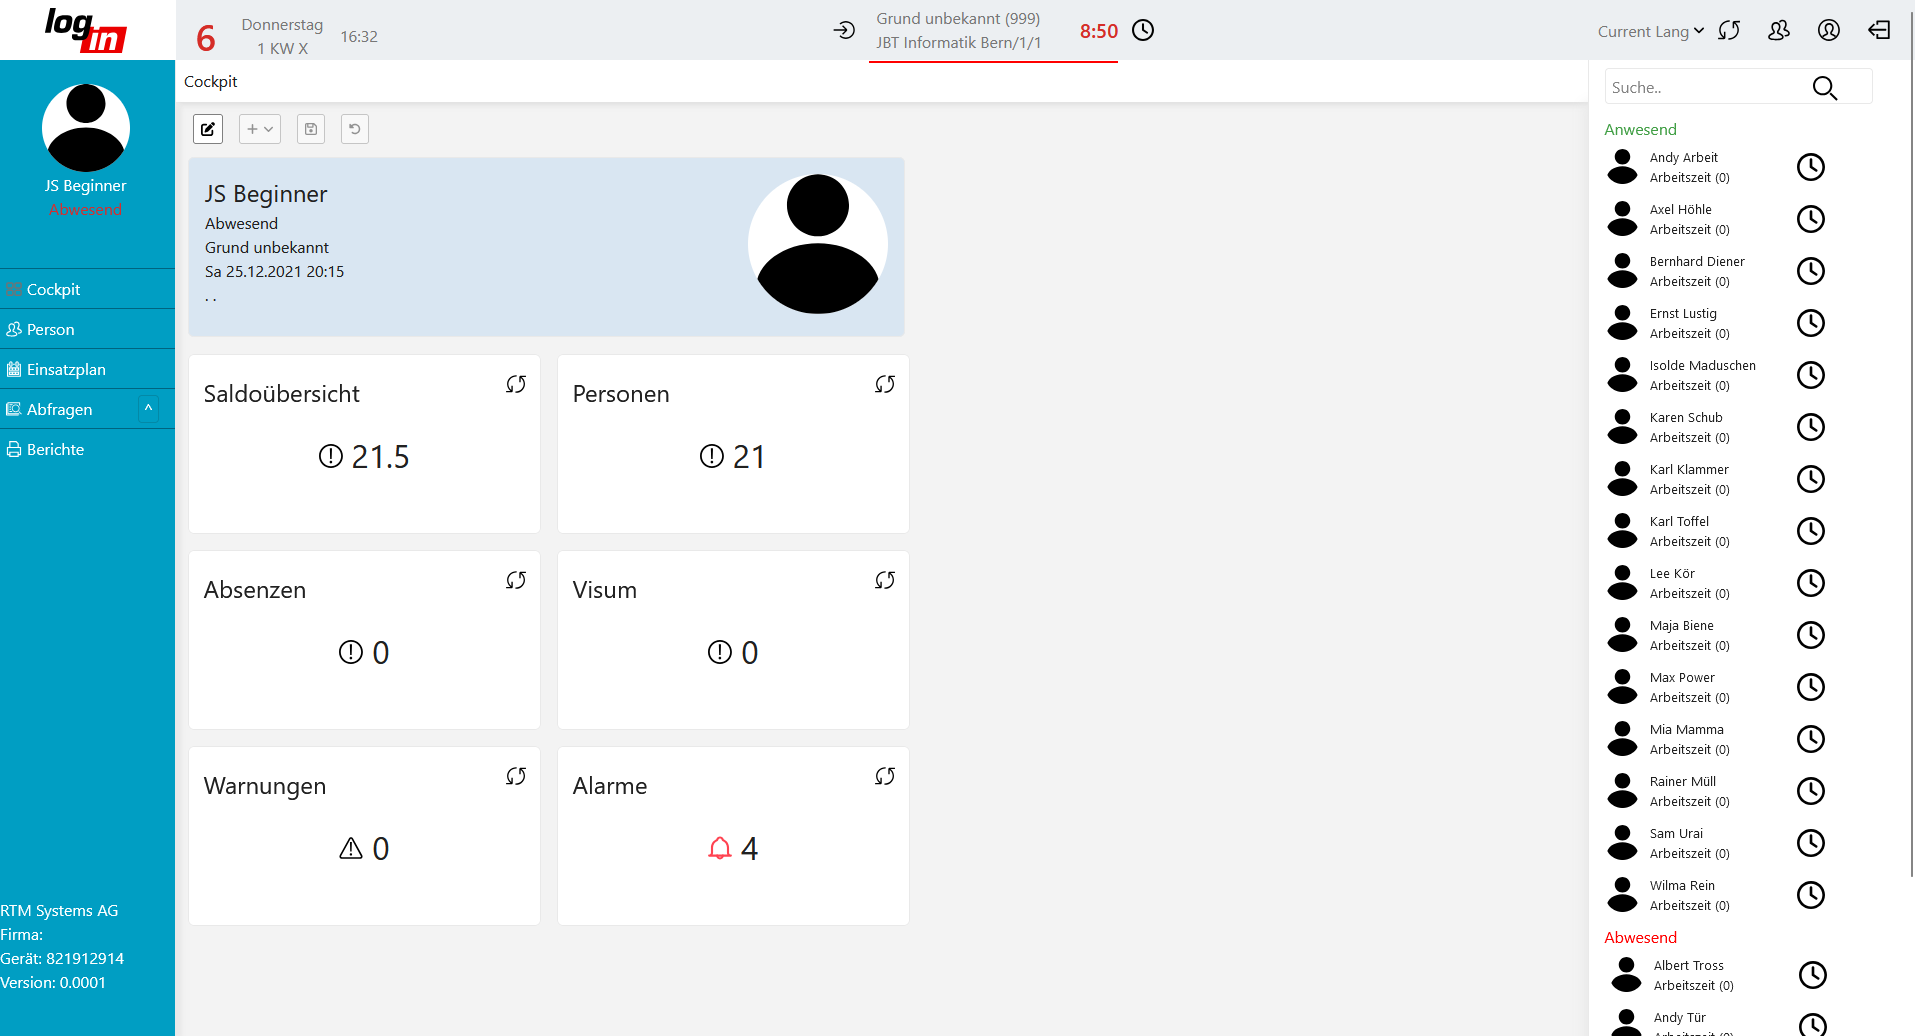 log
in
6
Donnerstag
1 KW X
16:32
Grund unbekannt (999)
JBT Informatik Bern/1/1
8:50
Current Lang
JS Beginner
Abwesend
Cockpit
Person
Einsatzplan
Abfragen
^
Berichte
RTM Systems AG
Firma:
Gerät: 821912914
Version: 0.0001
Cockpit
JS Beginner
Abwesend
Grund unbekannt
Sa 25.12.2021 20:15
. .
Saldoübersicht
21.5
Personen
21
Absenzen
0
Visum
0
Warnungen
0
Alarme
4
Suche..
Anwesend
Andy Arbeit
Arbeitszeit (0)
Axel Höhle
Arbeitszeit (0)
Bernhard Diener
Arbeitszeit (0)
Ernst Lustig
Arbeitszeit (0)
Isolde Maduschen
Arbeitszeit (0)
Karen Schub
Arbeitszeit (0)
Karl Klammer
Arbeitszeit (0)
Karl Toffel
Arbeitszeit (0)
Lee Kör
Arbeitszeit (0)
Maja Biene
Arbeitszeit (0)
Max Power
Arbeitszeit (0)
Mia Mamma
Arbeitszeit (0)
Rainer Müll
Arbeitszeit (0)
Sam Urai
Arbeitszeit (0)
Wilma Rein
Arbeitszeit (0)
Abwesend
Albert Tross
Arbeitszeit (0)
Andy Tür
Arbeitszeit (0)